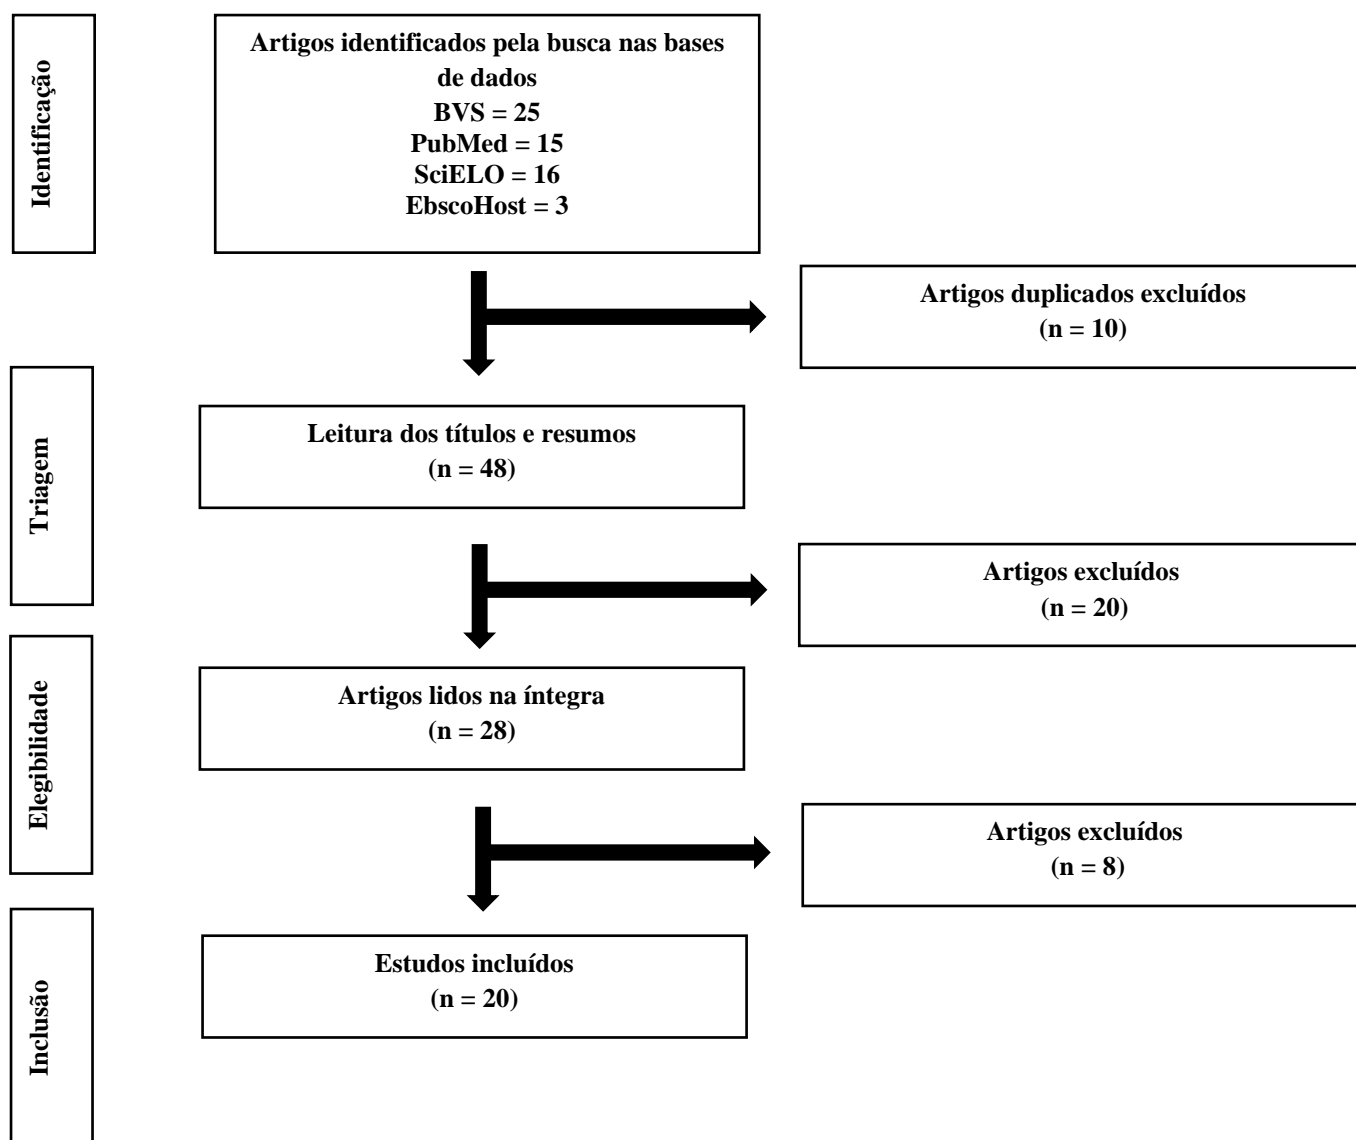 Identificação
Artigos identificados pela busca nas bases
de dados
BVS = 25
PubMed = 15
SciELO = 16
EbscoHost = 3
Artigos duplicados excluídos
(n = 10)
Triagem
Leitura dos títulos e resumos
(n = 48)
Artigos excluídos
(n = 20)
Elegibilidade
Artigos lidos na íntegra
(n = 28)
Artigos excluídos
(n = 8)
Inclusão
Estudos incluídos
(n = 20)